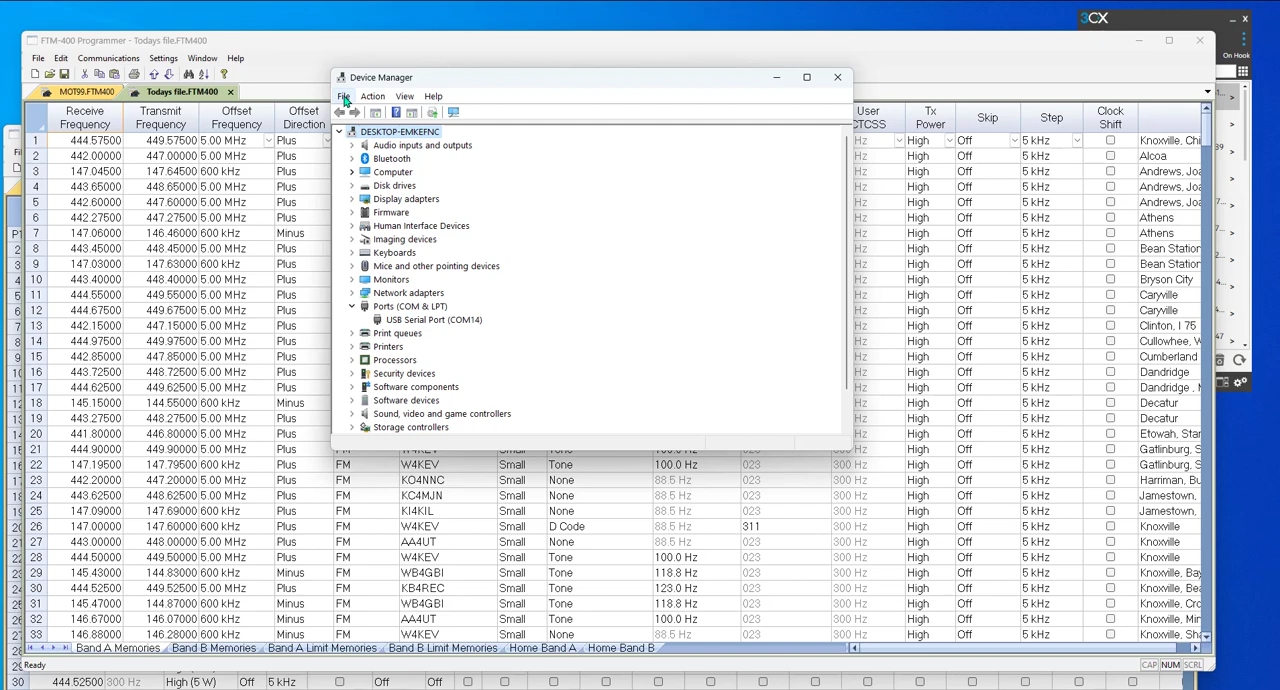 3CX
On Hook
FTM-400 Programmer - Todays file.FTM400
File Edit Communications Settings Window Help
MOT99.FTM400 Todays file.FTM400
Device Manager
File Action View Help
DESKTOP-EMKEFNC
Audio inputs and outputs
Bluetooth
Computer
Disk drives
Display adapters
Firmware
Human Interface Devices
Imaging devices
Keyboards
Mice and other pointing devices
Monitors
Network adapters
Ports (COM & LPT)
USB Serial Port (COM14)
Print queues
Printers
Processors
Security devices
Software components
Software devices
Sound, video and game controllers
Storage controllers
Receive Frequency Transmit Frequency Offset Frequency Offset Direction User CTCSS Tx Power Skip Step Clock Shift
1 444.57500 449.57500 5.00 MHz Plus Hz High Off 5 kHz Knoxville, Chi
2 442.00000 447.00000 5.00 MHz Plus Hz High Off 5 kHz Alcoa
3 147.04500 147.64500 600 kHz Plus Hz High Off 5 kHz Andrews, Joa
4 443.65000 448.65000 5.00 MHz Plus Hz High Off 5 kHz Andrews, Joa
5 442.60000 447.60000 5.00 MHz Plus Hz High Off 5 kHz Andrews, Joa
6 442.27500 447.27500 5.00 MHz Plus Hz High Off 5 kHz Athens
7 147.06000 146.46000 600 kHz Minus Hz High Off 5 kHz Athens
8 443.45000 448.45000 5.00 MHz Plus Hz High Off 5 kHz Bean Station
9 147.03000 147.63000 600 kHz Plus Hz High Off 5 kHz Bean Station
10 443.40000 448.40000 5.00 MHz Plus Hz High Off 5 kHz Bryson City
11 444.55000 449.55000 5.00 MHz Plus Hz High Off 5 kHz Caryville
12 444.67500 449.67500 5.00 MHz Plus Hz High Off 5 kHz Caryville
13 442.15000 447.15000 5.00 MHz Plus Hz High Off 5 kHz Clinton, I 75
14 444.97500 449.97500 5.00 MHz Plus Hz High Off 5 kHz Cullowhee, W
15 442.85000 447.85000 5.00 MHz Plus Hz High Off 5 kHz Cumberland
16 443.72500 448.72500 5.00 MHz Plus Hz High Off 5 kHz Dandridge
17 444.62500 449.62500 5.00 MHz Plus Hz High Off 5 kHz Dandridge , M
18 145.15000 144.55000 600 kHz Minus Hz High Off 5 kHz Decatur
19 443.27500 448.27500 5.00 MHz Plus Hz High Off 5 kHz Decatur
20 441.80000 446.80000 5.00 MHz Plus Hz High Off 5 kHz Etowah, Star
21 444.90000 449.90000 5.00 MHz Plus High Off 5 kHz Gatlinburg, S
22 147.19500 147.79500 600 kHz Plus FM W4KEV Small Tone 100.0 Hz 023 300 Hz High Off 5 kHz Gatlinburg, S
23 442.20000 447.20000 5.00 MHz Plus FM KO4NNC Small None 88.5 Hz 023 300 Hz High Off 5 kHz Harriman, Bu
24 443.62500 448.62500 5.00 MHz Plus FM KC4MJN Small None 88.5 Hz 023 300 Hz High Off 5 kHz Jamestown,
25 147.09000 147.69000 600 kHz Plus FM KI4KIL Small None 88.5 Hz 023 300 Hz High Off 5 kHz Jamestown,
26 147.00000 147.60000 600 kHz Plus FM W4KEV Small D Code 88.5 Hz 311 300 Hz High Off 5 kHz Knoxville
27 443.00000 448.00000 5.00 MHz Plus FM AA4UT Small None 88.5 Hz 023 300 Hz High Off 5 kHz Knoxville
28 444.50000 449.50000 5.00 MHz Plus FM W4KEV Small Tone 100.0 Hz 023 300 Hz High Off 5 kHz Knoxville
29 145.43000 144.83000 600 kHz Minus FM WB4GBI Small Tone 118.8 Hz 023 300 Hz High Off 5 kHz Knoxville, Bay
30 444.52500 449.52500 5.00 MHz Plus FM KB4REC Small Tone 123.0 Hz 023 300 Hz High Off 5 kHz Knoxville, Bea
31 145.47000 144.87000 600 kHz Minus FM WB4GBI Small Tone 118.8 Hz 023 300 Hz High Off 5 kHz Knoxville, Cro
32 146.67000 146.07000 600 kHz Minus FM AA4UT Small Tone 100.0 Hz 023 300 Hz High Off 5 kHz Knoxville, Min
33 146.88000 146.28000 600 kHz Minus FM W4KEV Small None 88.5 Hz 023 300 Hz High Off 5 kHz Knoxville, Sha
Band A Memories Band B Memories Band A Limit Memories Band B Limit Memories Home Band A Home Band B
Ready CAP NUM SCRL
30 444.52500 300 Hz High (5 W) Off 5 kHz Off Off